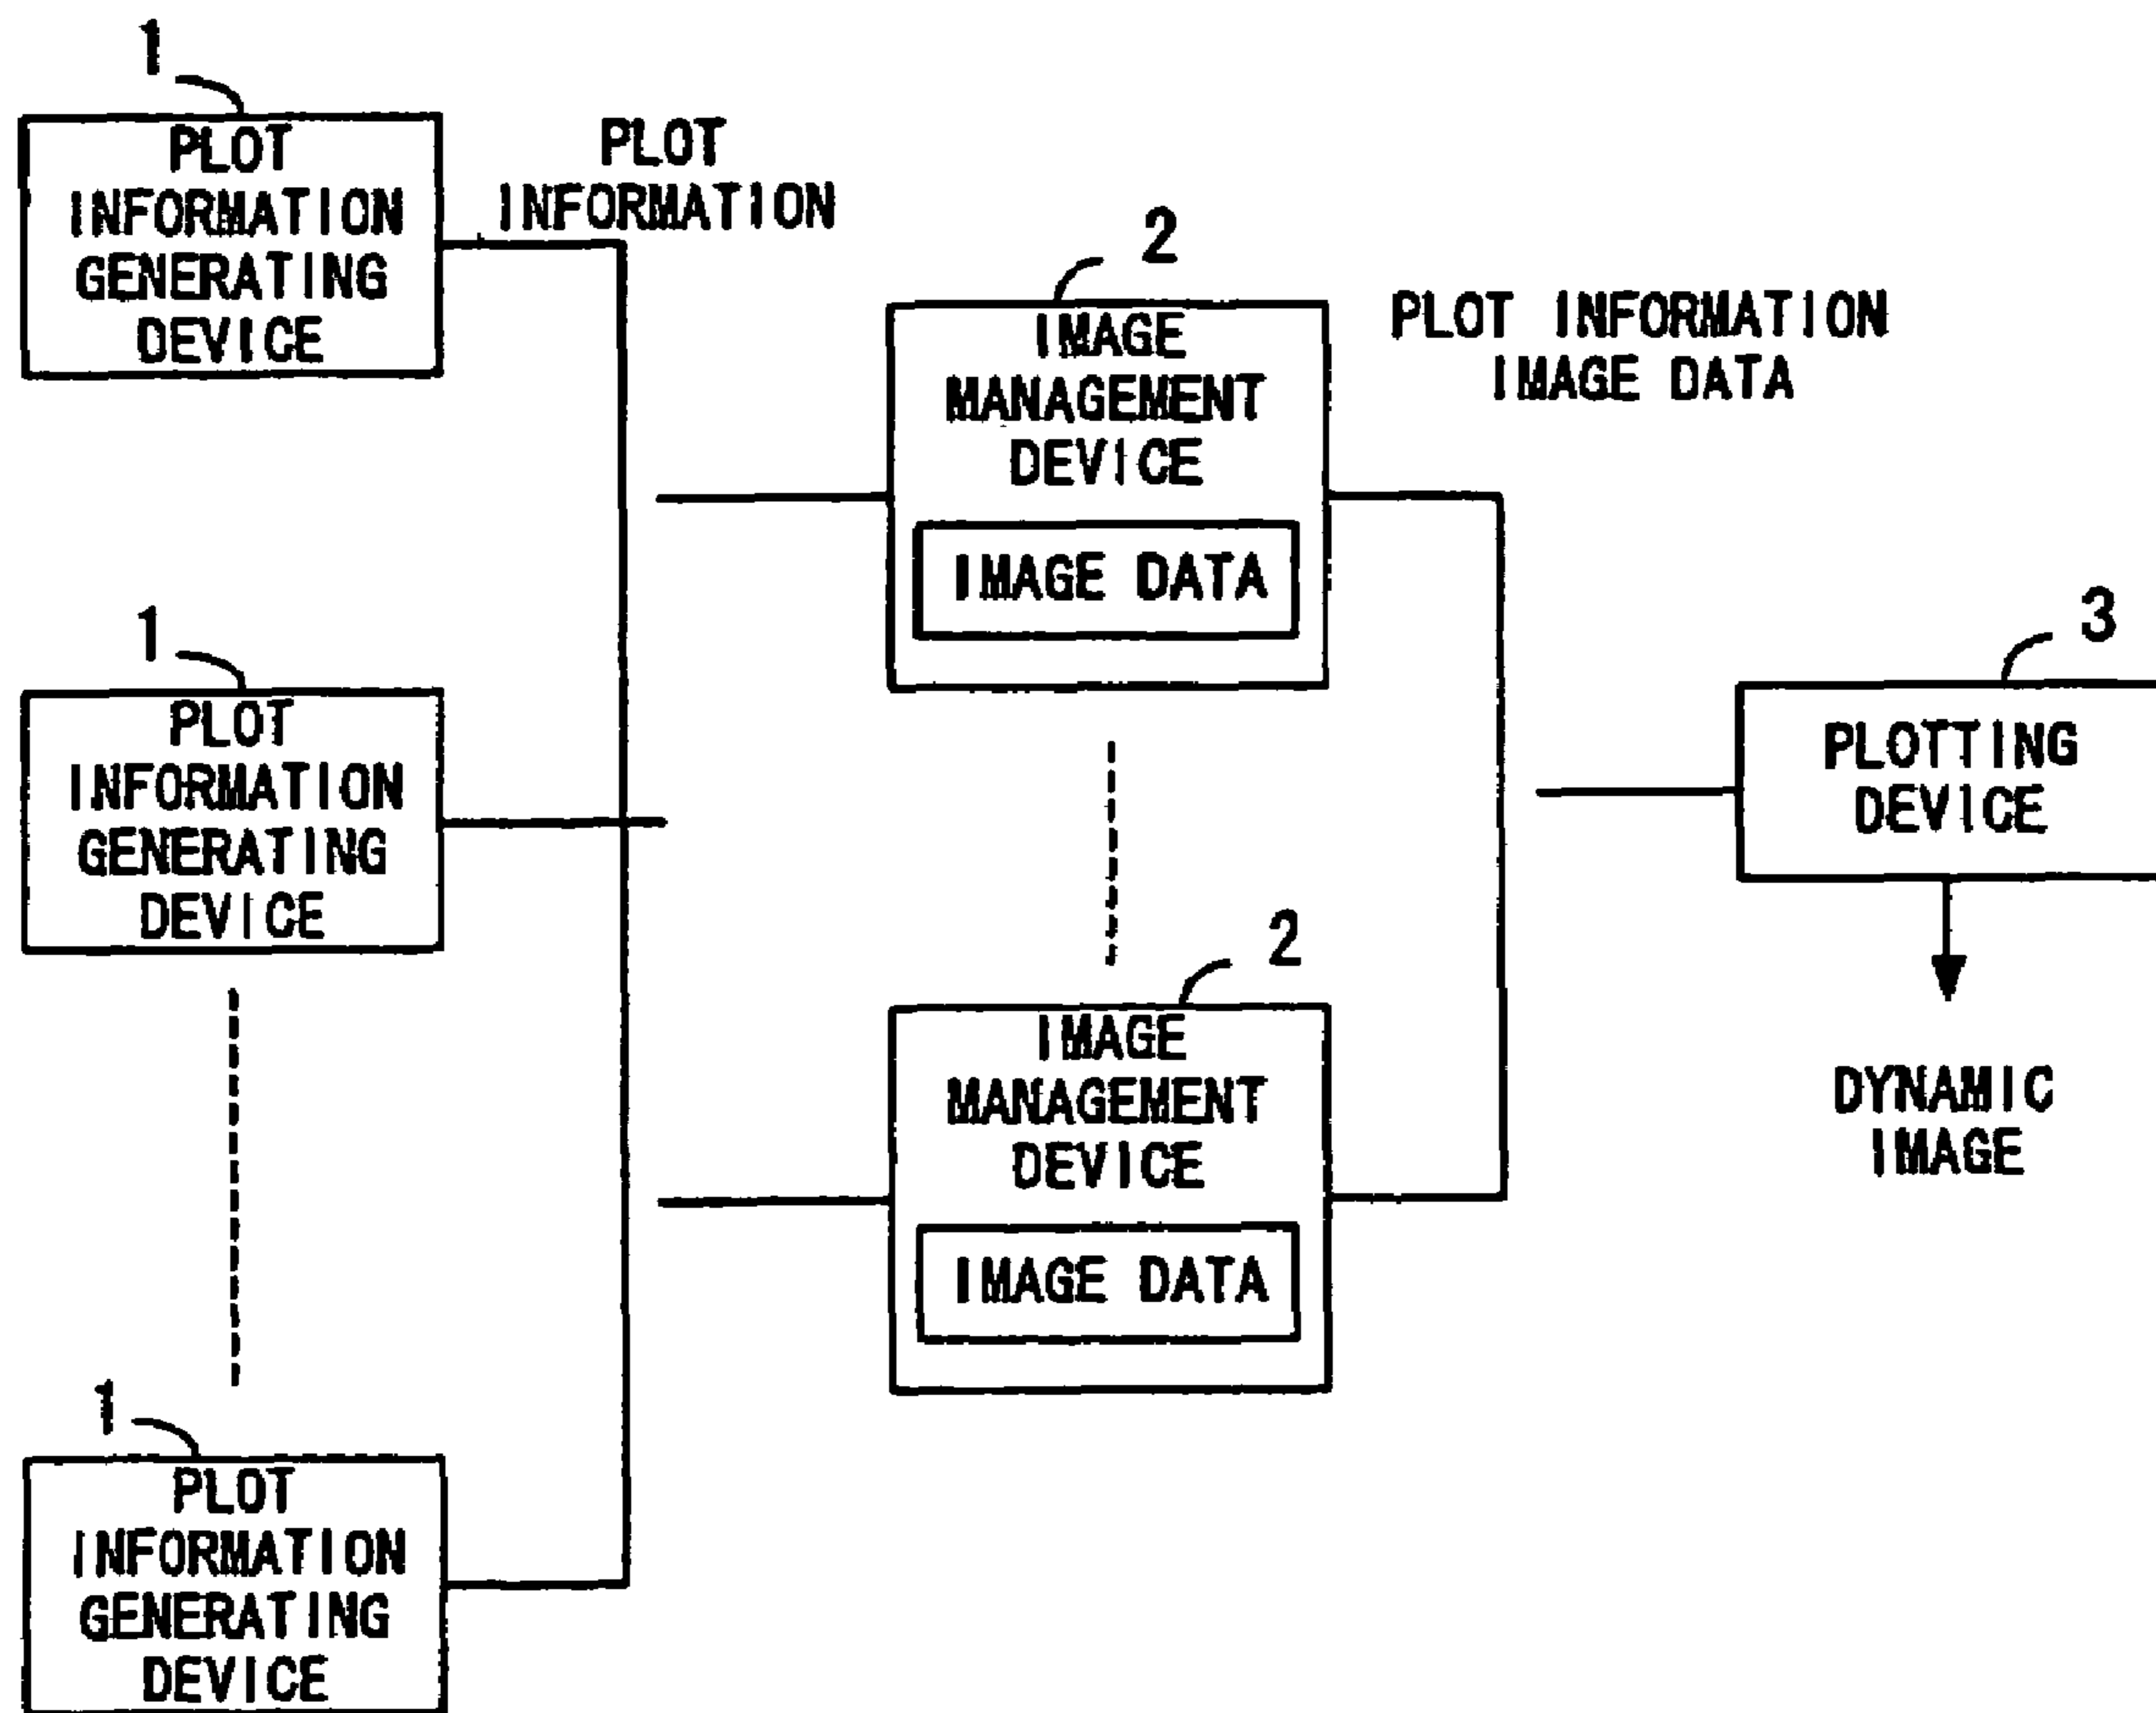 1
PLOT
INFORMATION
GENERATING
DEVICE
PLOT
INFORMATION
2
IMAGE
MANAGEMENT
DEVICE
IMAGE DATA
PLOT INFORMATION
IMAGE DATA
1
PLOT
INFORMATION
GENERATING
DEVICE
3
PLOTTING
DEVICE
DYNAMIC
IMAGE
2
IMAGE
MANAGEMENT
DEVICE
IMAGE DATA
1
PLOT
INFORMATION
GENERATING
DEVICE